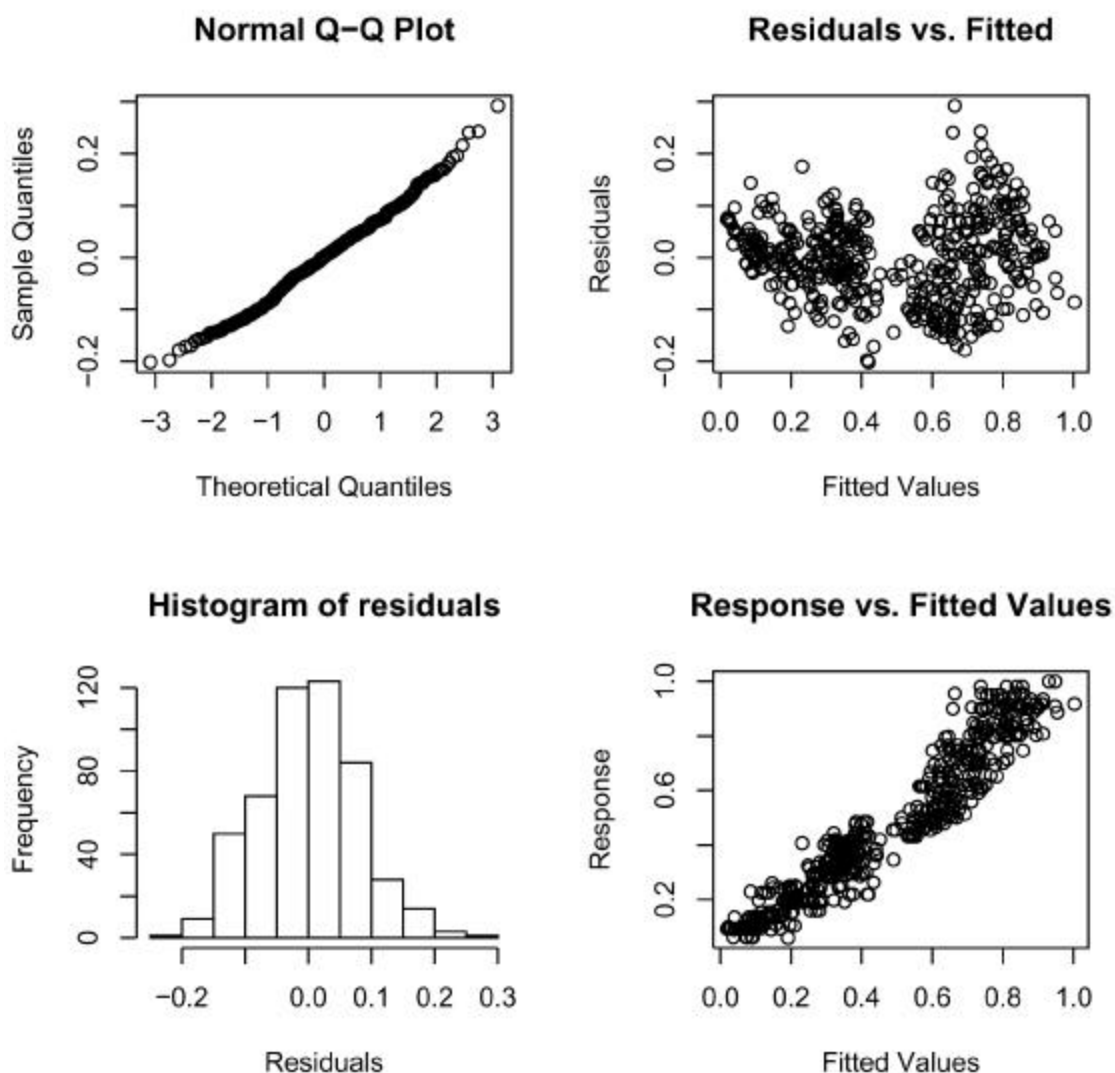 Normal Q−Q Plot
Sample Quantiles
0.2
0.0
−0.2
−3 −2 −1 0 1 2 3
Theoretical Quantiles
Residuals vs. Fitted
Residuals
0.2
0.0
−0.2
0.0 0.2 0.4 0.6 0.8 1.0
Fitted Values
Histogram of residuals
Frequency
120
80
40
0
−0.2 0.0 0.1 0.2 0.3
Residuals
Response vs. Fitted Values
Response
1.0
0.6
0.2
0.0 0.2 0.4 0.6 0.8 1.0
Fitted Values